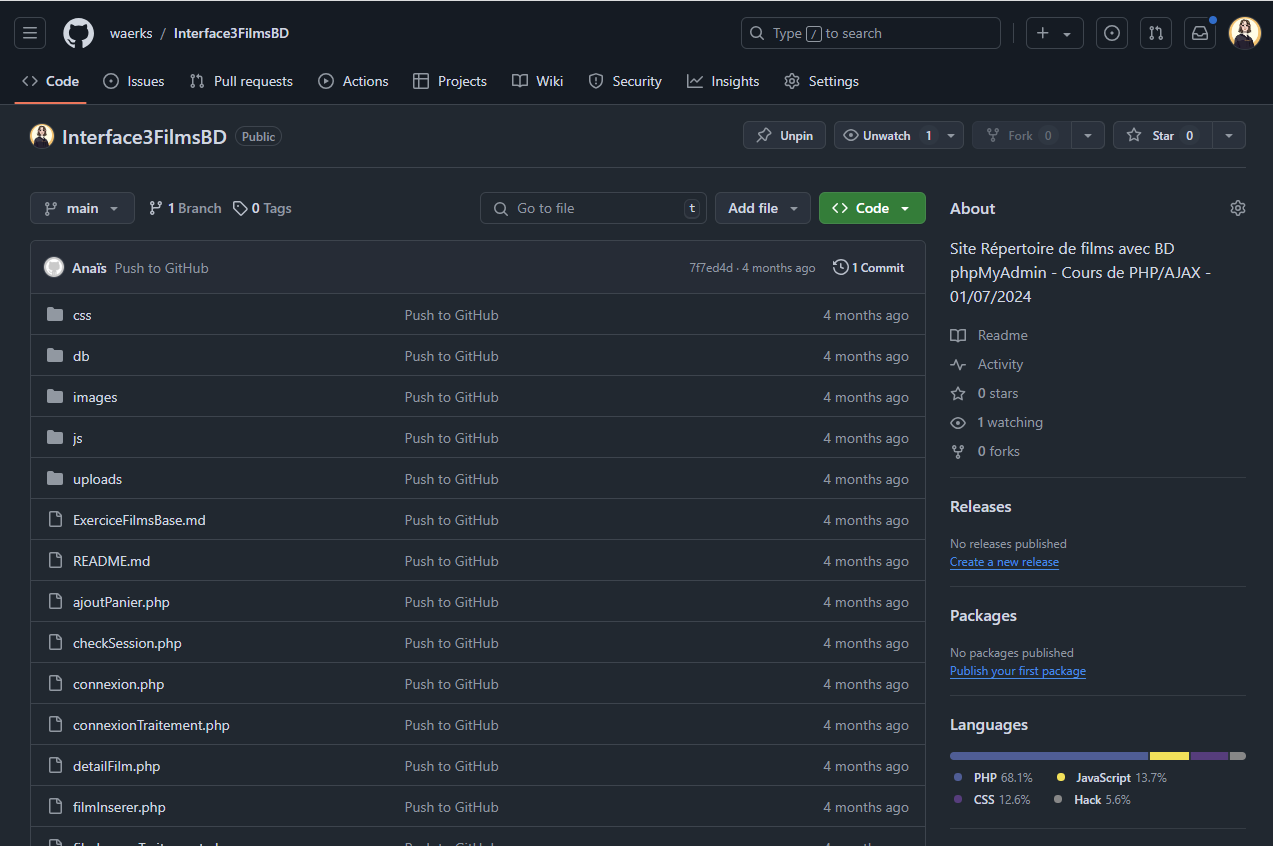 waerks / Interface3FilmsBD
Type / to search
Code Issues Pull requests Actions Projects Wiki Security Insights Settings
Interface3FilmsBD Public
Unpin Unwatch 1 Fork 0 Star 0
main 1 Branch 0 Tags Go to file t Add file Code
Anaïs Push to GitHub 7f7ed4d · 4 months ago 1 Commit
css Push to GitHub 4 months ago
db Push to GitHub 4 months ago
images Push to GitHub 4 months ago
js Push to GitHub 4 months ago
uploads Push to GitHub 4 months ago
ExerciceFilmsBase.md Push to GitHub 4 months ago
README.md Push to GitHub 4 months ago
ajoutPanier.php Push to GitHub 4 months ago
checkSession.php Push to GitHub 4 months ago
connexion.php Push to GitHub 4 months ago
connexionTraitement.php Push to GitHub 4 months ago
detailFilm.php Push to GitHub 4 months ago
filmInserer.php Push to GitHub 4 months ago
About
Site Répertoire de films avec BD
phpMyAdmin - Cours de PHP/AJAX -
01/07/2024
Readme
Activity
0 stars
1 watching
0 forks
Releases
No releases published
Create a new release
Packages
No packages published
Publish your first package
Languages
PHP 68.1% JavaScript 13.7%
CSS 12.6% Hack 5.6%